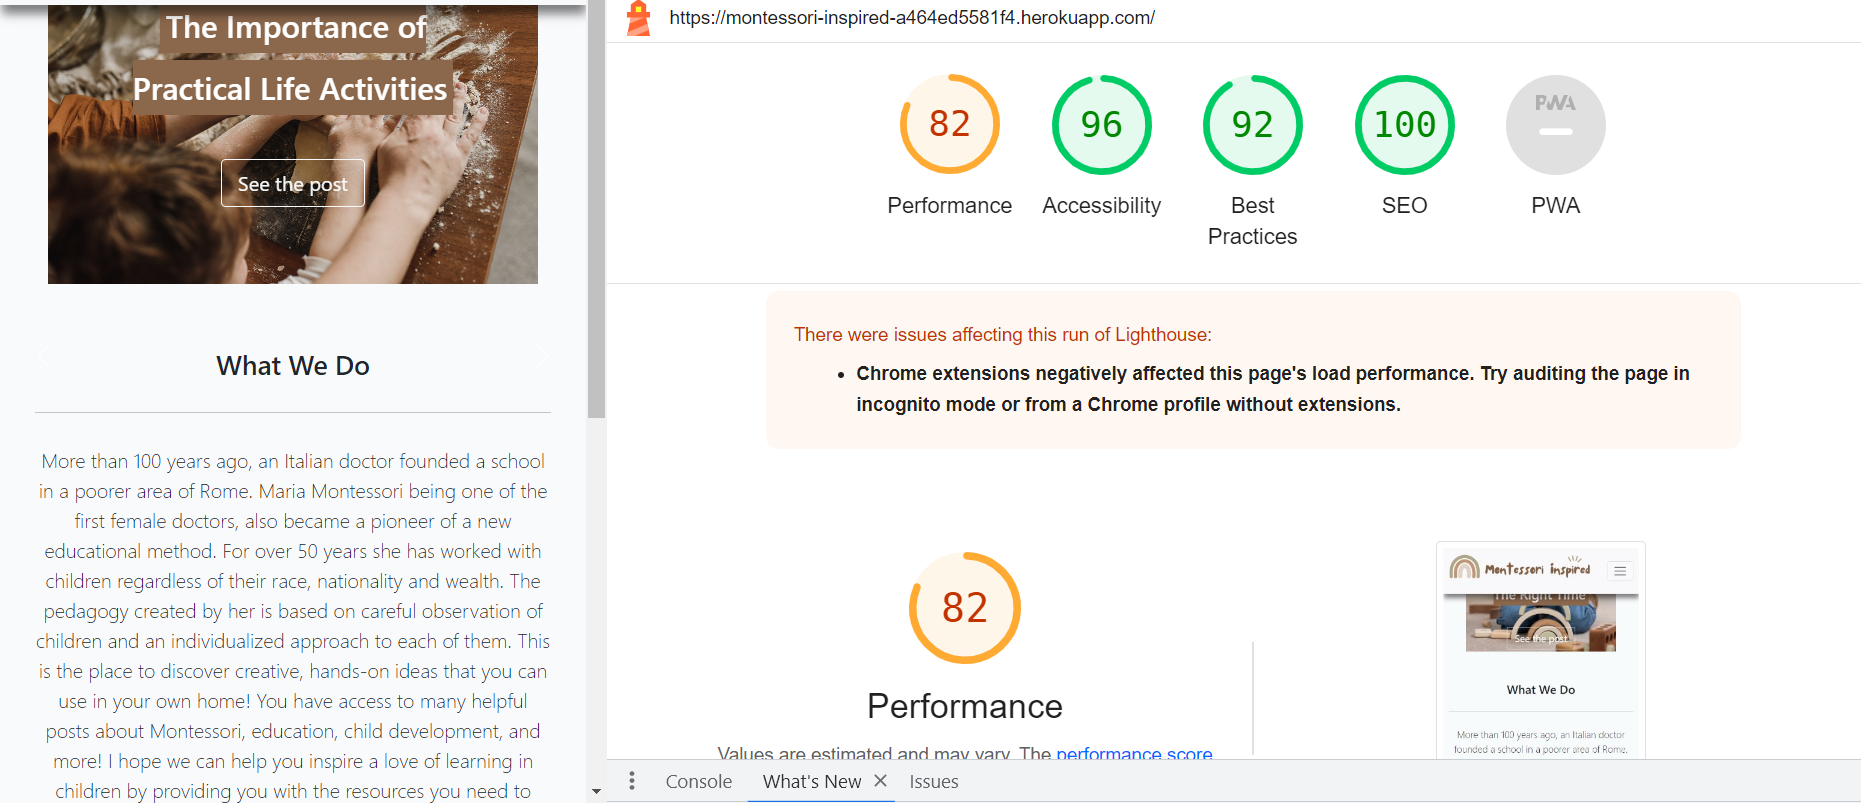 The Importance of
Practical Life Activities
See the post
What We Do
More than 100 years ago, an Italian doctor founded a school
in a poorer area of Rome. Maria Montessori being one of the
first female doctors, also became a pioneer of a new
educational method. For over 50 years she has worked with
children regardless of their race, nationality and wealth. The
pedagogy created by her is based on careful observation of
children and an individualized approach to each of them. This
is the place to discover creative, hands-on ideas that you can
use in your own home! You have access to many helpful
posts about Montessori, education, child development, and
more! I hope we can help you inspire a love of learning in
children by providing you with the resources you need to
https://montessori-inspired-a464ed5581f4.herokuapp.com/
82
Performance
96
Accessibility
92
Best
Practices
100
SEO
PWA
PWA
There were issues affecting this run of Lighthouse:
• Chrome extensions negatively affected this page's load performance. Try auditing the page in
incognito mode or from a Chrome profile without extensions.
82
Performance
Values are estimated and may vary. The performance score
Montessori inspired
The Right Time
See the post
What We Do
More than 100 years ago, an Italian doctor
founded a school in a poorer area of Rome.
Console
What's New
Issues